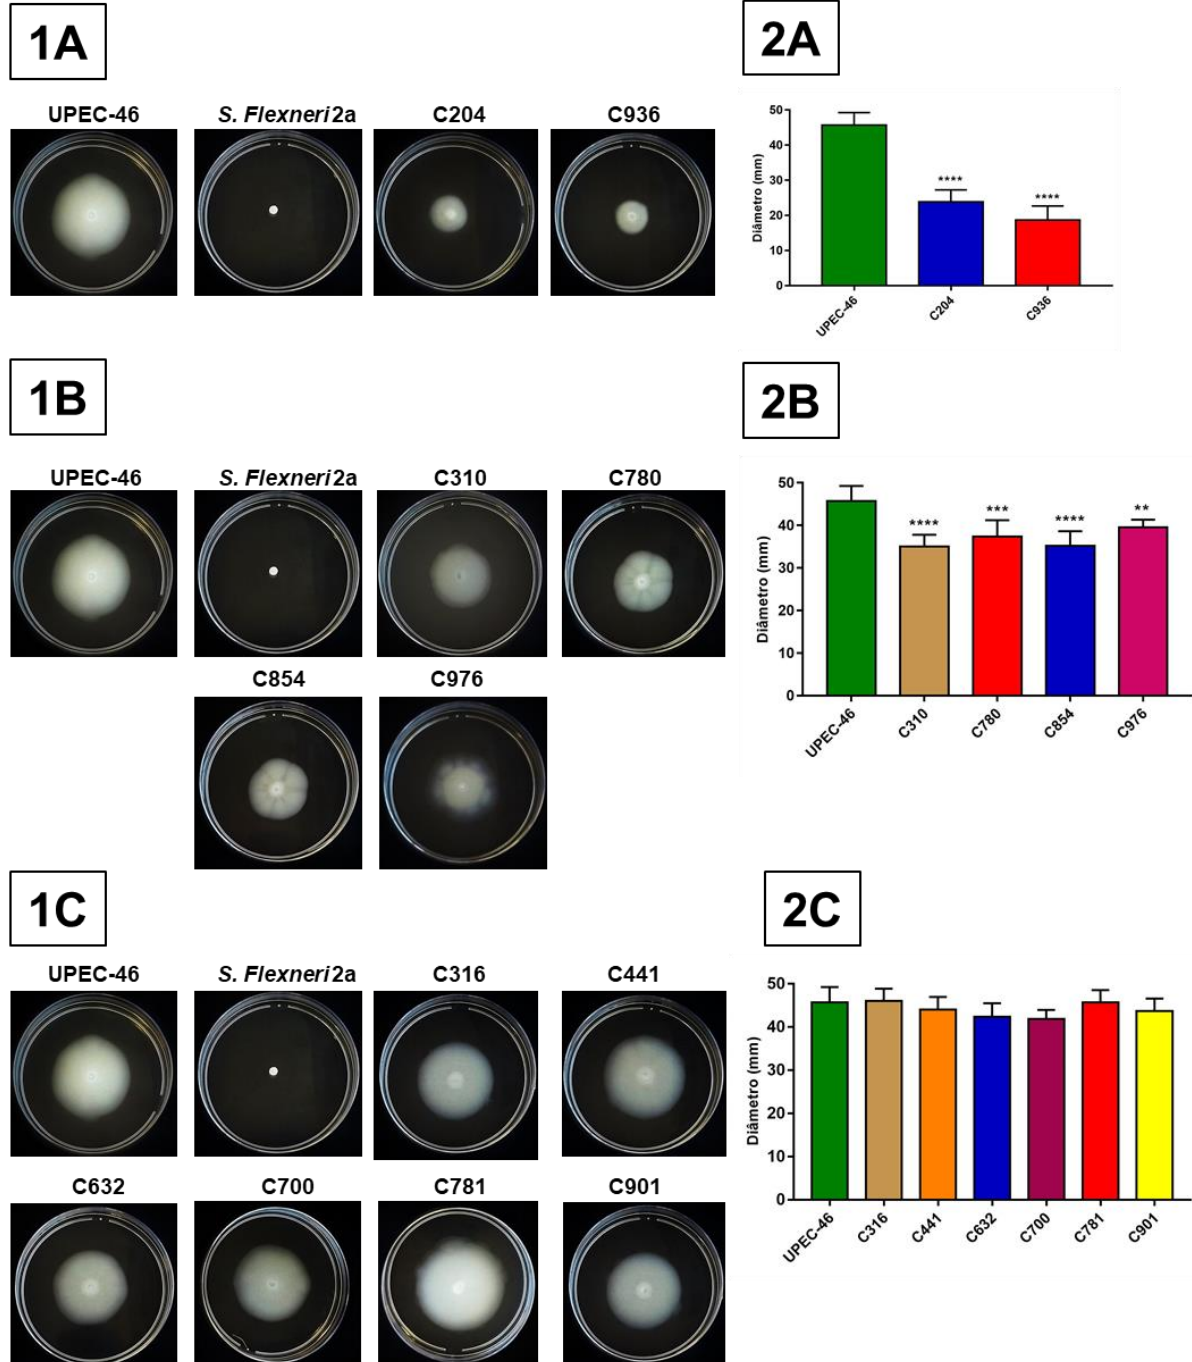 1A
2A
UPEC-46 S. Flexneri 2a C204 C936
50
40
30
20
10
0
Diâmetro (mm)
****
****
UPEC-46 C204 C936
1B
2B
UPEC-46 S. Flexneri 2a C310 C780
C854 C976
50
40
30
20
10
0
Diâmetro (mm)
**** *** **** **
UPEC-46 C310 C780 C854 C976
1C
2C
UPEC-46 S. Flexneri 2a C316 C441
C632 C700 C781 C901
50
40
30
20
10
0
Diâmetro (mm)
UPEC-46 C316 C441 C632 C700 C781 C901